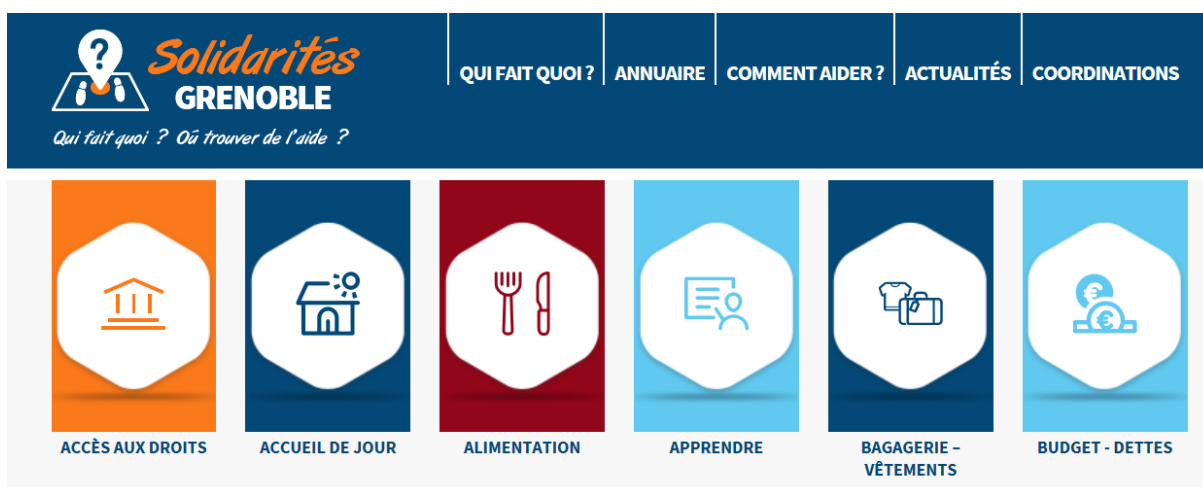 ?
Solidarités
GRENOBLE
Qui fait quoi ? Où trouver de l'aide ?
QUI FAIT QUOI ?
ANNUAIRE
COMMENT AIDER ?
ACTUALITÉS
COORDINATIONS
€
€
ACCÈS AUX DROITS
ACCUEIL DE JOUR
ALIMENTATION
APPRENDRE
BAGAGERIE –
VÊTEMENTS
BUDGET - DETTES